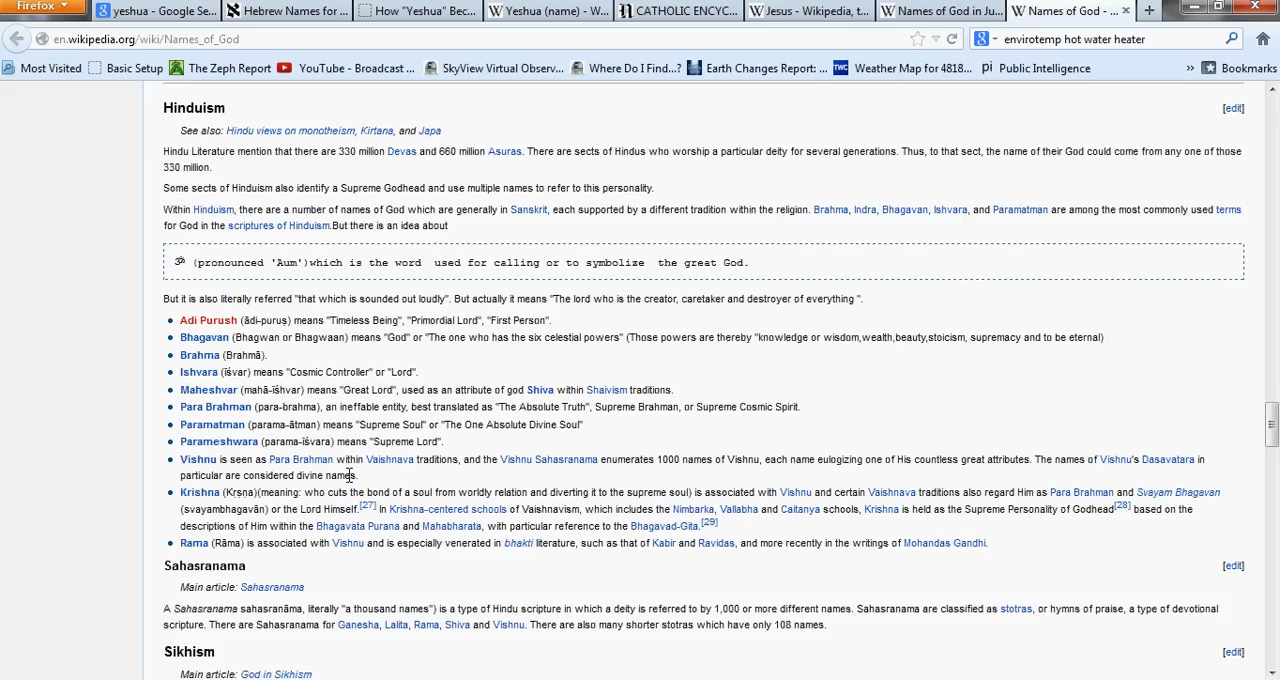 Firefox
yeshua - Google Se... Hebrew Names for ... How "Yeshua" Bec... Yeshua (name) – W... CATHOLIC ENCYC... Jesus - Wikipedia, t... Names of God in Ju... Names of God - ...
en.wikipedia.org/wiki/Names_of_God envirotemp hot water heater
Most Visited Basic Setup The Zeph Report YouTube - Broadcast ... SkyView Virtual Observ... Where Do I Find...? Earth Changes Report: ... TWC Weather Map for 4818... pi Public Intelligence » Bookmarks
Hinduism [edit]
See also: Hindu views on monotheism, Kirtana, and Japa
Hindu Literature mention that there are 330 million Devas and 660 million Asuras. There are sects of Hindus who worship a particular deity for several generations. Thus, to that sect, the name of their God could come from any one of those
330 million.
Some sects of Hinduism also identify a Supreme Godhead and use multiple names to refer to this personality.
Within Hinduism, there are a number of names of God which are generally in Sanskrit, each supported by a different tradition within the religion. Brahma, Indra, Bhagavan, Ishvara, and Paramatman are among the most commonly used terms
for God in the scriptures of Hinduism.But there is an idea about
ॐ (pronounced 'Aum')which is the word used for calling or to symbolize the great God.
But it is also literally referred "that which is sounded out loudly". But actually it means "The lord who is the creator, caretaker and destroyer of everything ".
Adi Purush (ādi-puruṣ) means "Timeless Being", "Primordial Lord", "First Person".
Bhagavan (Bhagwan or Bhagwaan) means "God" or "The one who has the six celestial powers" (Those powers are thereby "knowledge or wisdom,wealth,beauty,stoicism, supremacy and to be eternal)
Brahma (Brahmā).
Ishvara (īśvar) means "Cosmic Controller" or "Lord".
Maheshvar (mahā-īśhvar) means "Great Lord", used as an attribute of god Shiva within Shaivism traditions.
Para Brahman (para-brahma), an ineffable entity, best translated as "The Absolute Truth", Supreme Brahman, or Supreme Cosmic Spirit.
Paramatman (parama-ātman) means "Supreme Soul" or "The One Absolute Divine Soul"
Parameshwara (parama-īśvara) means "Supreme Lord".
Vishnu is seen as Para Brahman within Vaishnava traditions, and the Vishnu Sahasranama enumerates 1000 names of Vishnu, each name eulogizing one of His countless great attributes. The names of Vishnu's Dasavatara in
particular are considered divine names.
Krishna (Kṛṣṇa)(meaning: who cuts the bond of a soul from worldly relation and diverting it to the supreme soul) is associated with Vishnu and certain Vaishnava traditions also regard Him as Para Brahman and Svayam Bhagavan
(svayambhagavān) or the Lord Himself.[27] In Krishna-centered schools of Vaishnavism, which includes the Nimbarka, Vallabha and Caitanya schools, Krishna is held as the Supreme Personality of Godhead[28] based on the
descriptions of Him within the Bhagavata Purana and Mahabharata, with particular reference to the Bhagavad-Gita.[29]
Rama (Rāma) is associated with Vishnu and is especially venerated in bhakti literature, such as that of Kabir and Ravidas, and more recently in the writings of Mohandas Gandhi.
Sahasranama [edit]
Main article: Sahasranama
A Sahasranama sahasranāma, literally "a thousand names") is a type of Hindu scripture in which a deity is referred to by 1,000 or more different names. Sahasranama are classified as stotras, or hymns of praise, a type of devotional
scripture. There are Sahasranama for Ganesha, Lalita, Rama, Shiva and Vishnu. There are also many shorter stotras which have only 108 names.
Sikhism [edit]
Main article: God in Sikhism